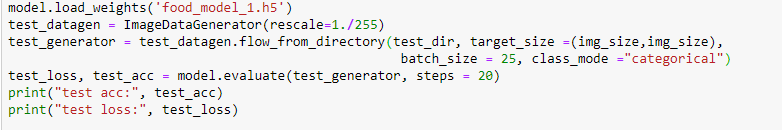 model.load_weights('food_model_1.h5')
test_datagen = ImageDataGenerator(rescale=1./255)
test_generator = test_datagen.flow_from_directory(test_dir, target_size =(img_size,img_size),
batch_size = 25, class_mode ="categorical")
test_loss, test_acc = model.evaluate(test_generator, steps = 20)
print("test acc:", test_acc)
print("test loss:", test_loss)